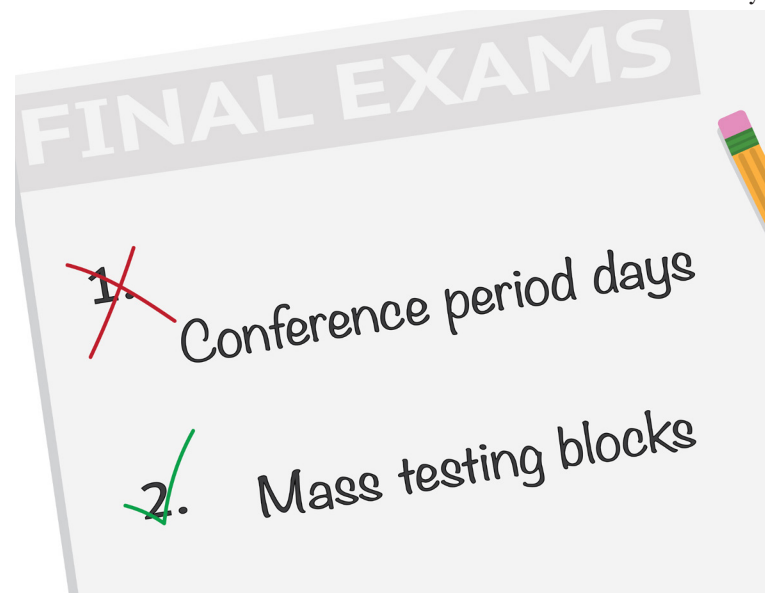 FINAL EXAMS
1. Conference period days
2. Mass testing blocks